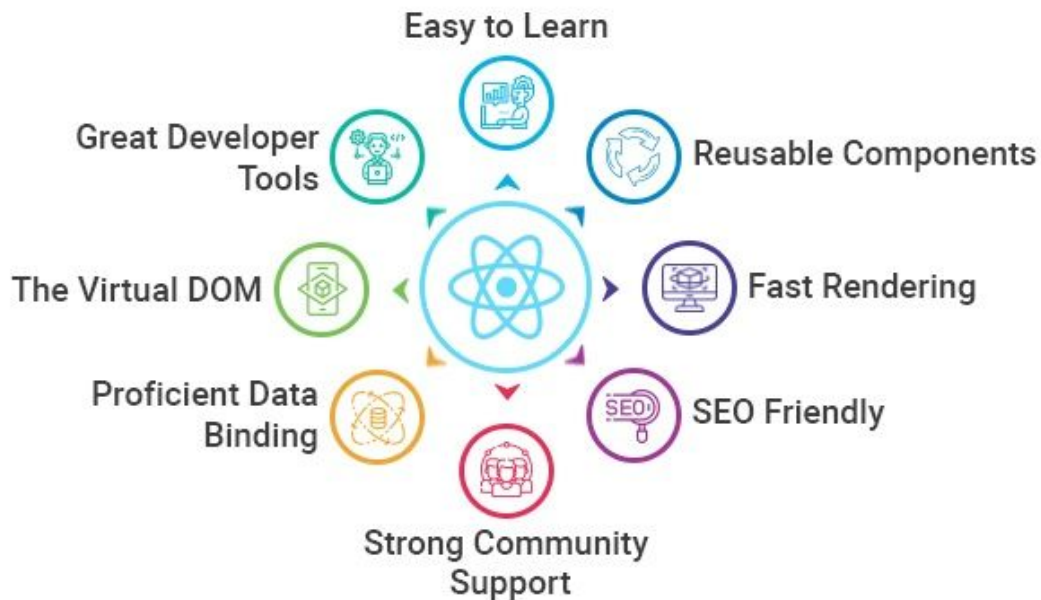 Easy to Learn
Great Developer
Tools
Reusable Components
The Virtual DOM
Fast Rendering
Proficient Data
Binding
SEO
SEO Friendly
Strong Community
Support